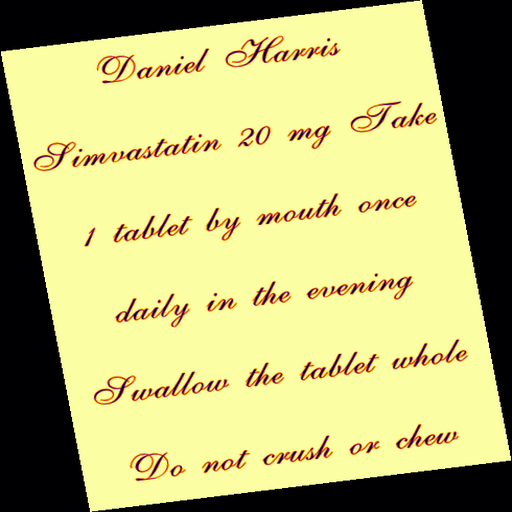 Daniel Harris
Simvastatin 20 mg Take
1 tablet by mouth once
daily in the evening
Swallow the tablet whole
Do not crush or chew